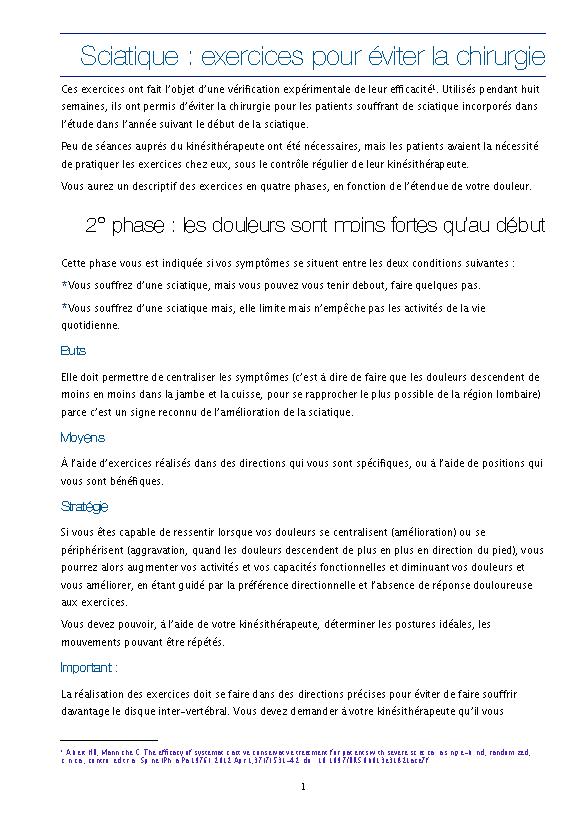 Sciatique : exercices pour éviter la chirurgie
Ces exercices ont fait l'objet d'une vérification expérimentale de leur efficacité¹. Utilisés pendant huit
semaines, ils ont permis d'éviter la chirurgie pour les patients souffrant de sciatique incorporés dans
l'étude dans l'année suivant le début de la sciatique.
Peu de séances auprès du kinésithérapeute ont été nécessaires, mais les patients avaient la nécessité
de pratiquer les exercices chez eux, sous le contrôle régulier de leur kinésithérapeute.
Vous aurez un descriptif des exercices en quatre phases, en fonction de l'étendue de votre douleur.
2° phase : les douleurs sont moins fortes qu'au début
Cette phase vous est indiquée si vos symptômes se situent entre les deux conditions suivantes :
*Vous souffrez d'une sciatique, mais vous pouvez vous tenir debout, faire quelques pas.
*Vous souffrez d'une sciatique mais, elle limite mais n'empêche pas les activités de la vie
quotidienne.
Buts
Elle doit permettre de centraliser les symptômes (c'est à dire de faire que les douleurs descendent de
moins en moins dans la jambe et la cuisse, pour se rapprocher le plus possible de la région lombaire)
parce c'est un signe reconnu de l'amélioration de la sciatique.
Moyens
À l'aide d'exercices réalisés dans des directions qui vous sont spécifiques, ou à l'aide de positions qui
vous sont bénéfiques.
Stratégie
Si vous êtes capable de ressentir lorsque vos douleurs se centralisent (amélioration) ou se
périphérisent (aggravation, quand les douleurs descendent de plus en plus en direction du pied), vous
pourrez alors augmenter vos activités et vos capacités fonctionnelles et diminuant vos douleurs et
vous améliorer, en étant guidé par la préférence directionnelle et l'absence de réponse douloureuse
aux exercices.
Vous devez pouvoir, à l'aide de votre kinésithérapeute, déterminer les postures idéales, les
mouvements pouvant être répétés.
Important :
La réalisation des exercices doit se faire dans des directions précises pour éviter de faire souffrir
davantage le disque inter-vertébral. Vous devez demander à votre kinésithérapeute qu'il vous
¹ Albert HB, Manniche C. The efficacy of systematic active conservative treatment for patients with severe sciatica: a single-blind, randomized,
clinical, controlled trial. Spine (Phila Pa 1976). 2012 Apr 1;37(7):531-42.
1